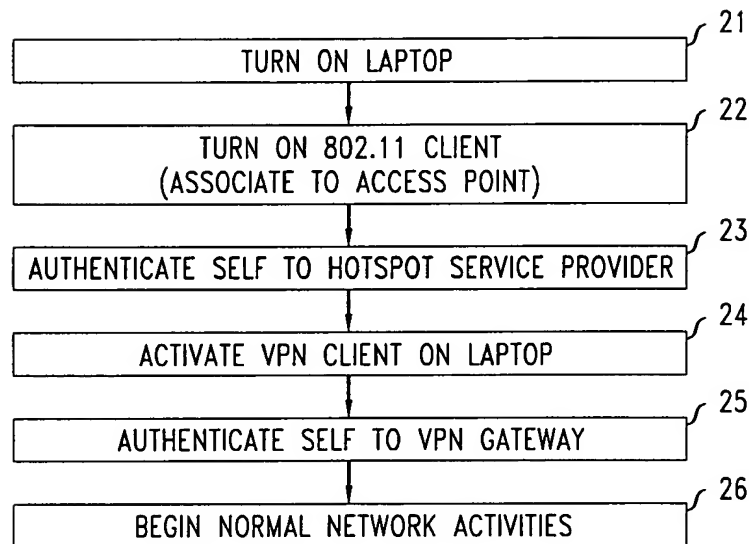 21
TURN ON LAPTOP
22
TURN ON 802.11 CLIENT
(ASSOCIATE TO ACCESS POINT)
23
AUTHENTICATE SELF TO HOTSPOT SERVICE PROVIDER
24
ACTIVATE VPN CLIENT ON LAPTOP
25
AUTHENTICATE SELF TO VPN GATEWAY
26
BEGIN NORMAL NETWORK ACTIVITIES